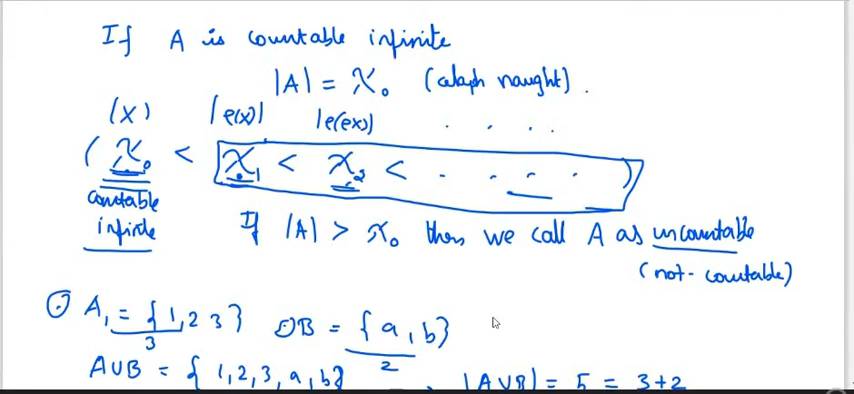 If A is countable infinite
|A| = ℵ₀ (aleph naught).
|X| |℘(X)| |℘(℘(X))| . . . .
( ℵ₀ < ℵ₁ < ℵ₂ < . . . . )
countable
infinite If |A| > ℵ₀ then we call A as uncountable
(not-countable)
⊙ A₁ = {1,2 3} ⊙B = {a, b}
3 2
A∪B = { 1,2,3,a,b} |A∪B| = 5 = 3+2